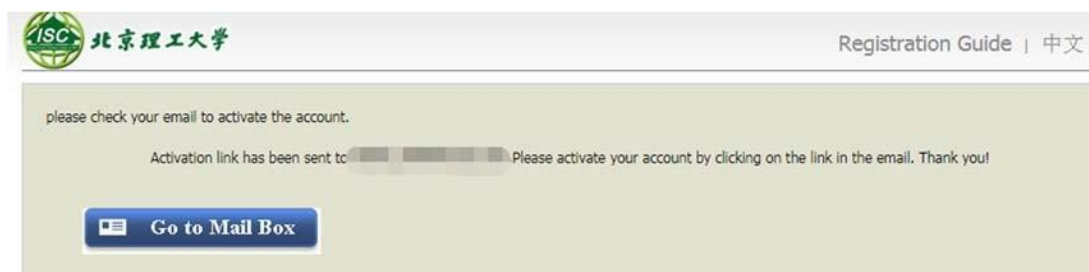 ISC 北京理工大学
Registration Guide | 中文
please check your email to activate the account.
Activation link has been sent to Please activate your account by clicking on the link in the email. Thank you!
Go to Mail Box